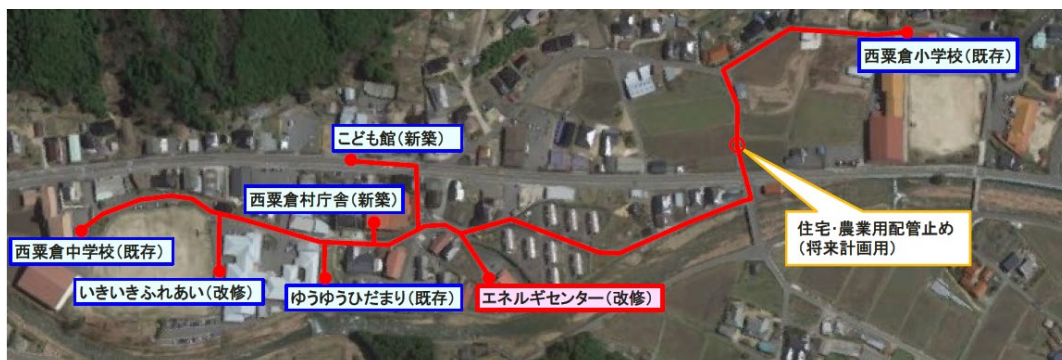 西粟倉小学校(既存)
こども館(新築)
西粟倉村庁舎(新築)
住宅・農業用配管止め
(将来計画用)
西粟倉中学校(既存)
いきいきふれあい(改修)
ゆうゆうひだまり(既存)
エネルギセンター(改修)